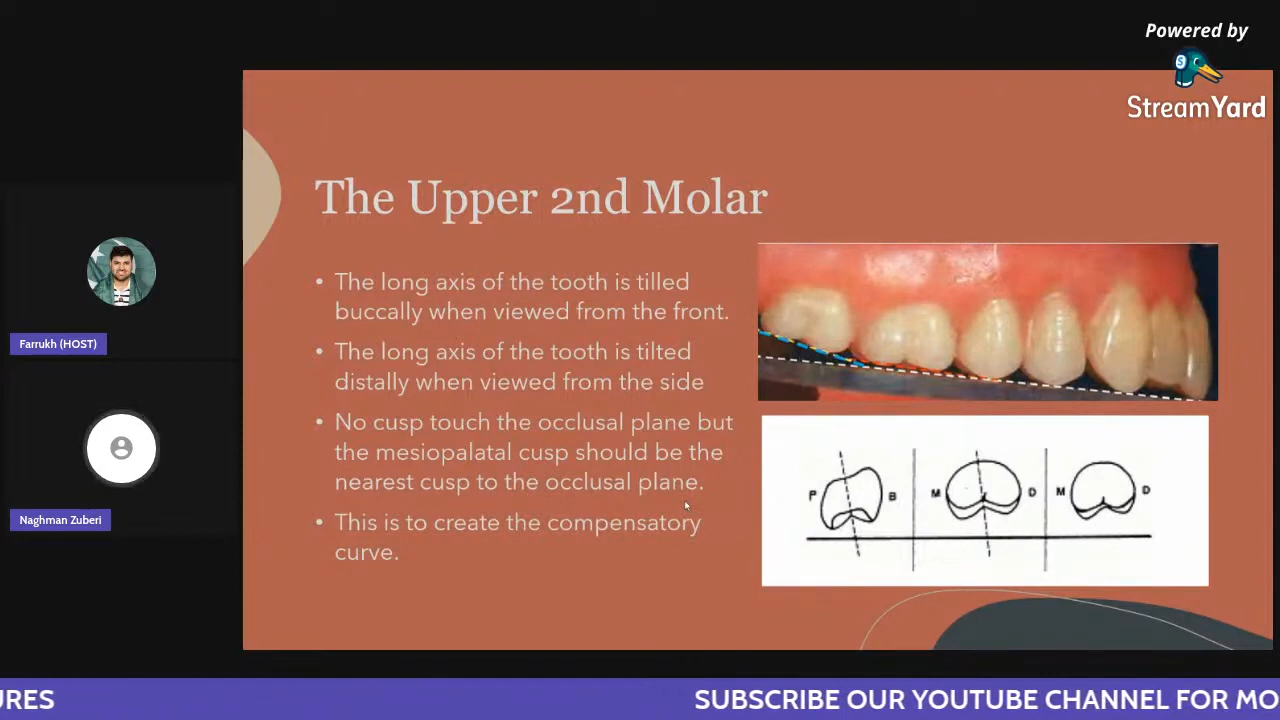 Powered by
StreamYard
The Upper 2nd Molar
• The long axis of the tooth is tilled
buccally when viewed from the front.
• The long axis of the tooth is tilted
distally when viewed from the side
• No cusp touch the occlusal plane but
the mesiopalatal cusp should be the
nearest cusp to the occlusal plane.
• This is to create the compensatory
curve.
P B M D M D
Farrukh (HOST)
Naghman Zuberi
URES SUBSCRIBE OUR YOUTUBE CHANNEL FOR MO